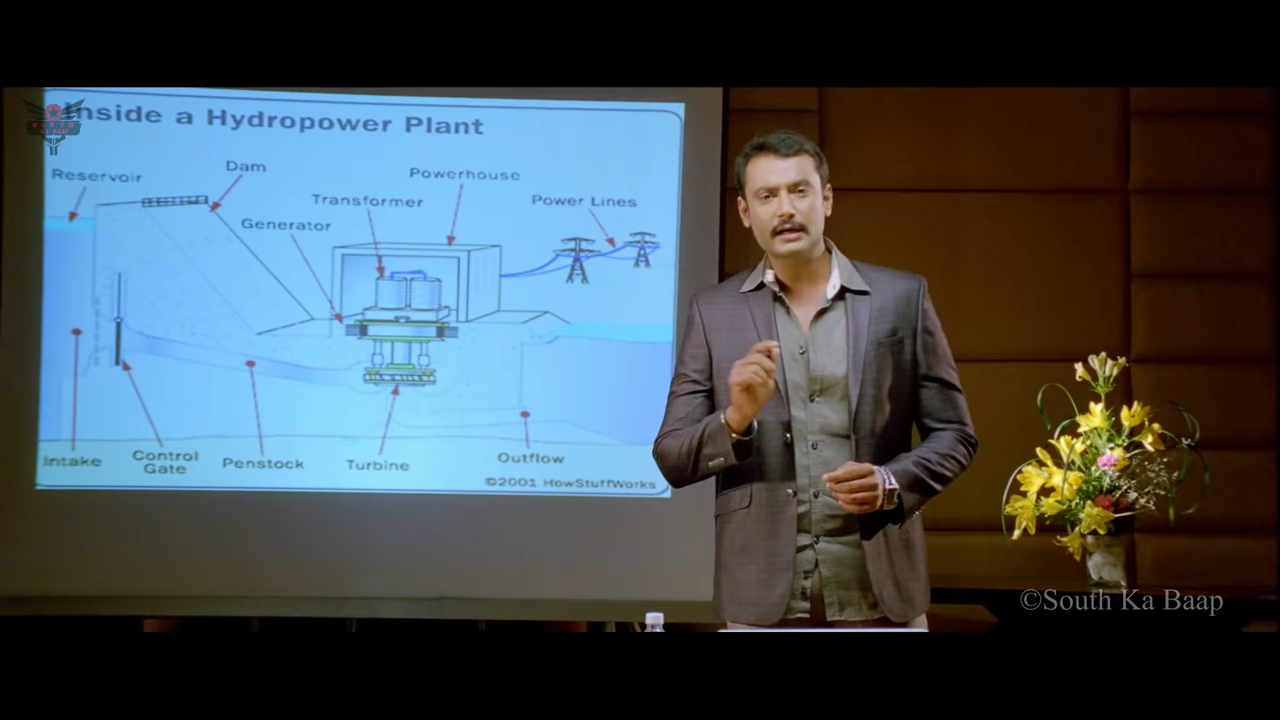 Inside a Hydropower Plant
Dam
Reservoir
Powerhouse
Transformer
Power Lines
Generator
Intake
Control
Gate
Penstock
Turbine
Outflow
©2001 HowStuffWorks
©South Ka Baap